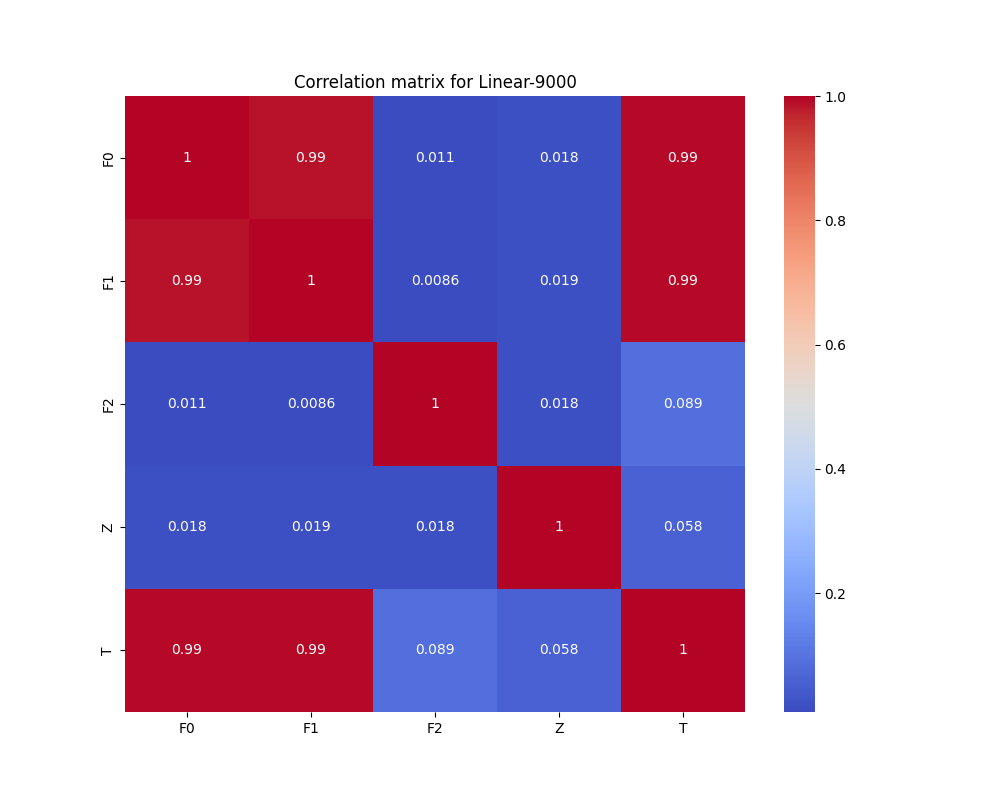 Correlation matrix for Linear-9000
F0 1 0.99 0.011 0.018 0.99
F1 0.99 1 0.0086 0.019 0.99
F2 0.011 0.0086 1 0.018 0.089
Z 0.018 0.019 0.018 1 0.058
T 0.99 0.99 0.089 0.058 1
F0 F1 F2 Z T
1.0
0.8
0.6
0.4
0.2